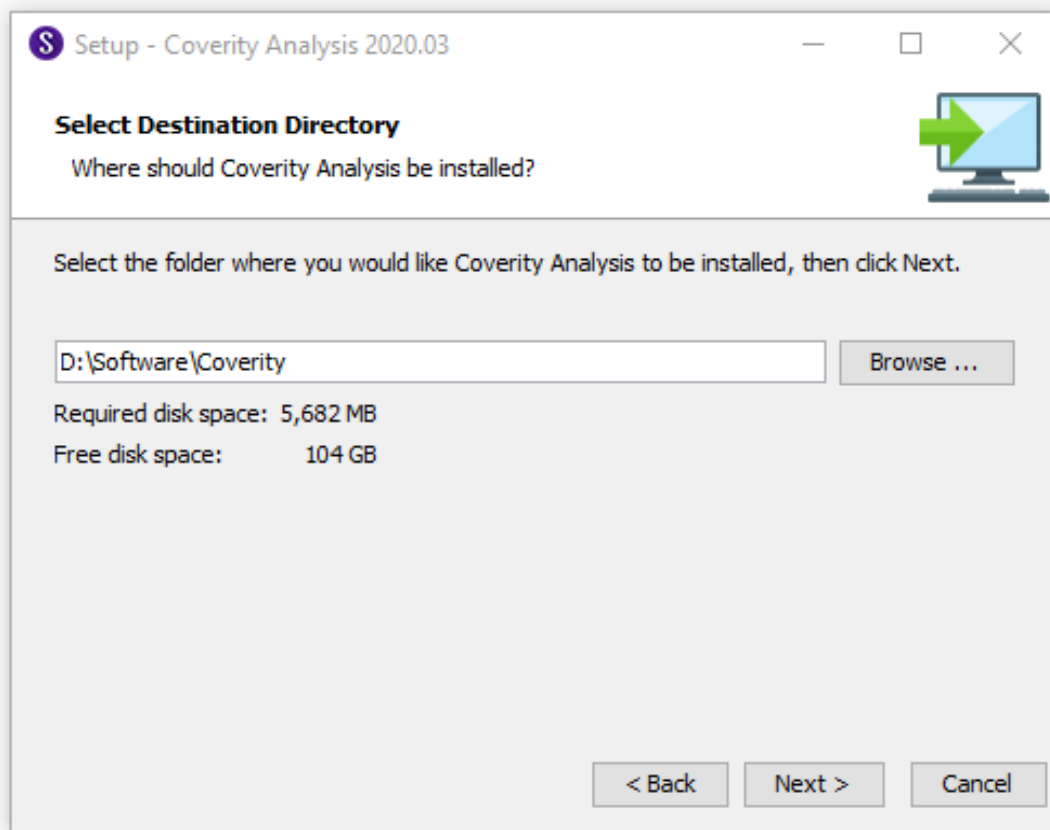 S Setup - Coverity Analysis 2020.03
Select Destination Directory
Where should Coverity Analysis be installed?
Select the folder where you would like Coverity Analysis to be installed, then click Next.
D:\Software\Coverity Browse ...
Required disk space: 5,682 MB
Free disk space: 104 GB
< Back Next > Cancel